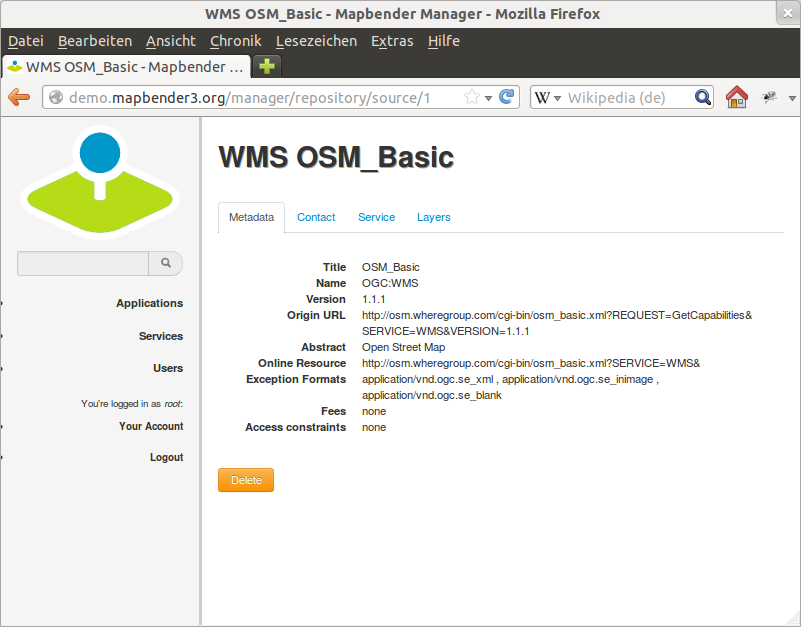 WMS OSM_Basic - Mapbender Manager - Mozilla Firefox
Datei Bearbeiten Ansicht Chronik Lesezeichen Extras Hilfe
WMS OSM_Basic - Mapbender ...
demo.mapbender3.org/manager/repository/source/1
W Wikipedia (de)
WMS OSM_Basic
Metadata Contact Service Layers
Applications
Services
Users
You're logged in as root:
Your Account
Logout
Title OSM_Basic
Name OGC:WMS
Version 1.1.1
Origin URL http://osm.wheregroup.com/cgi-bin/osm_basic.xml?REQUEST=GetCapabilities&
SERVICE=WMS&VERSION=1.1.1
Abstract Open Street Map
Online Resource http://osm.wheregroup.com/cgi-bin/osm_basic.xml?SERVICE=WMS&
Exception Formats application/vnd.ogc.se_xml , application/vnd.ogc.se_inimage ,
application/vnd.ogc.se_blank
Fees none
Access constraints none
Delete